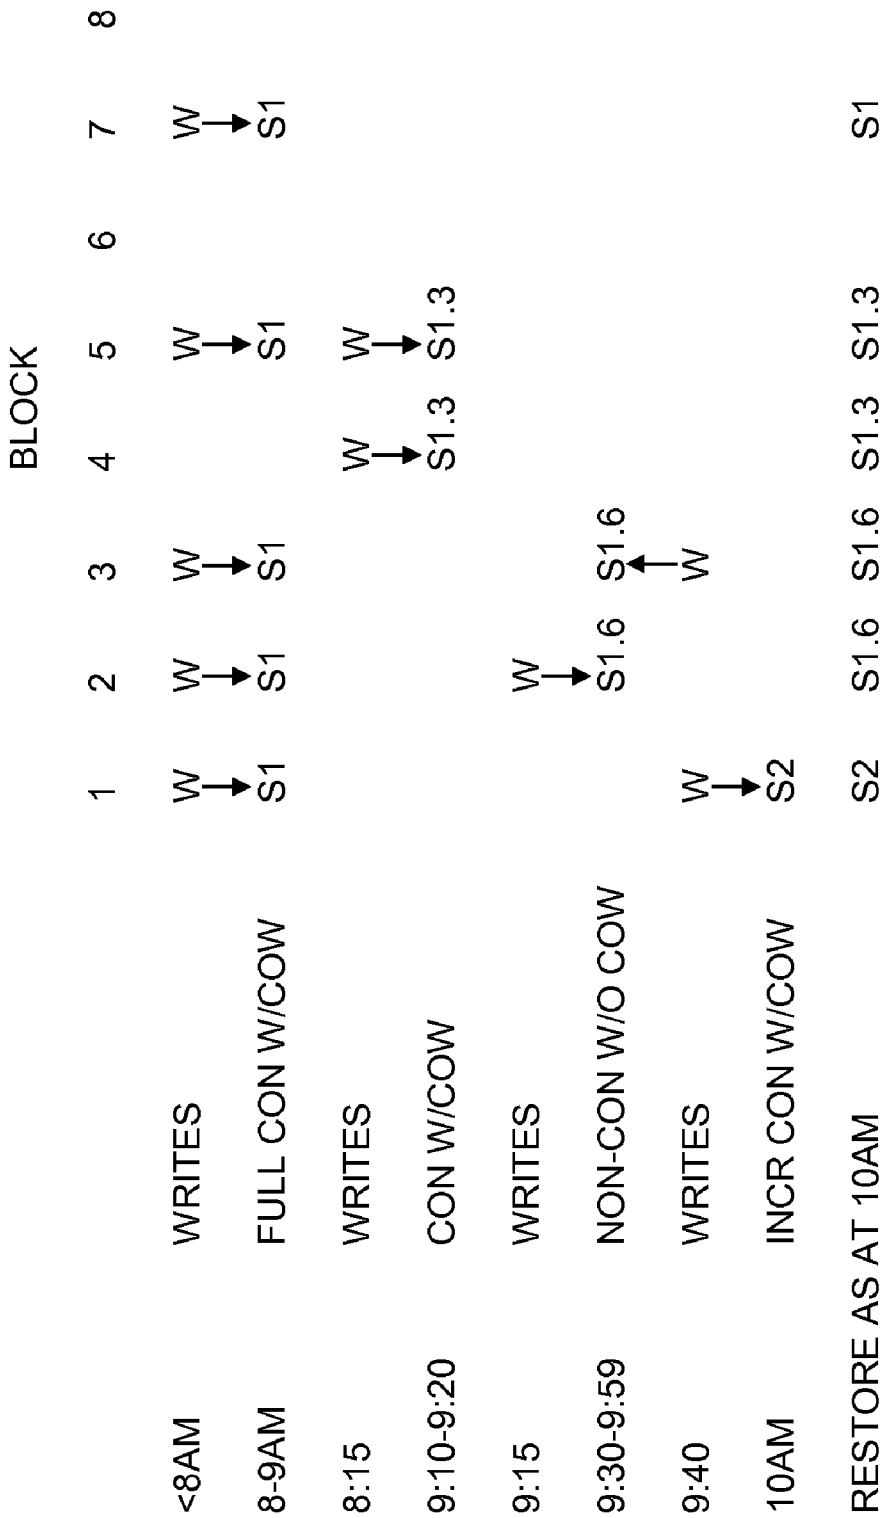 BLOCK
1 2 3 4 5 6 7 8
<8AM WRITES W W W W W
8-9AM FULL CON W/COW S1 S1 S1 S1 S1
8:15 WRITES W W
9:10-9:20 CON W/COW S1.3 S1.3
9:15 WRITES W
9:30-9:59 NON-CON W/O COW S1.6 S1.6
9:40 WRITES W W
10AM INCR CON W/COW S2
RESTORE AS AT 10AM S2 S1.6 S1.6 S1.3 S1.3 S1